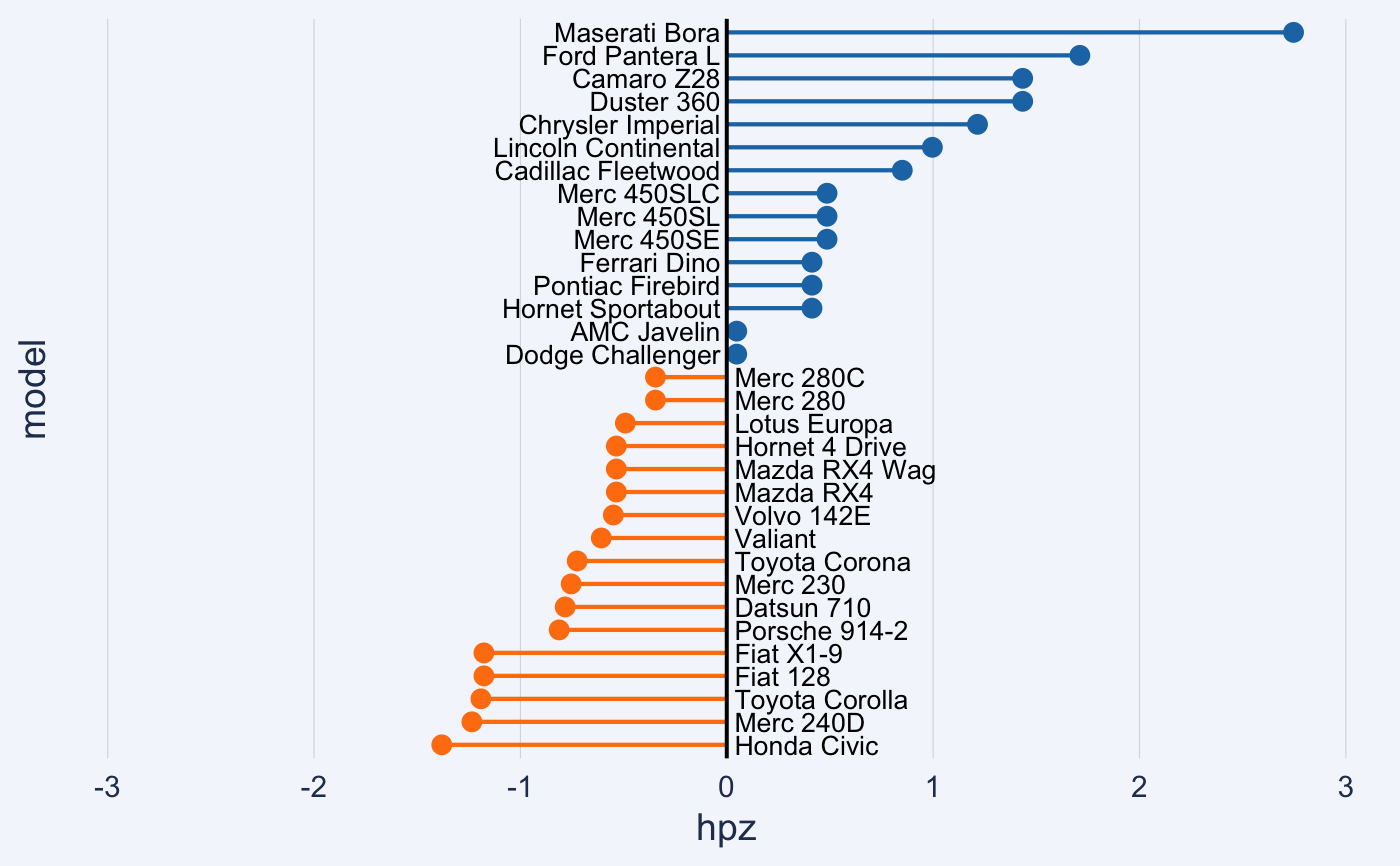 Maserati Bora
Ford Pantera L
Camaro Z28
Duster 360
Chrysler Imperial
Lincoln Continental
Cadillac Fleetwood
Merc 450SLC
Merc 450SL
Merc 450SE
Ferrari Dino
Pontiac Firebird
Hornet Sportabout
AMC Javelin
Dodge Challenger
Merc 280C
Merc 280
Lotus Europa
Hornet 4 Drive
Mazda RX4 Wag
Mazda RX4
Volvo 142E
Valiant
Toyota Corona
Merc 230
Datsun 710
Porsche 914-2
Fiat X1-9
Fiat 128
Toyota Corolla
Merc 240D
Honda Civic
model
-3 -2 -1 0 1 2 3
hpz